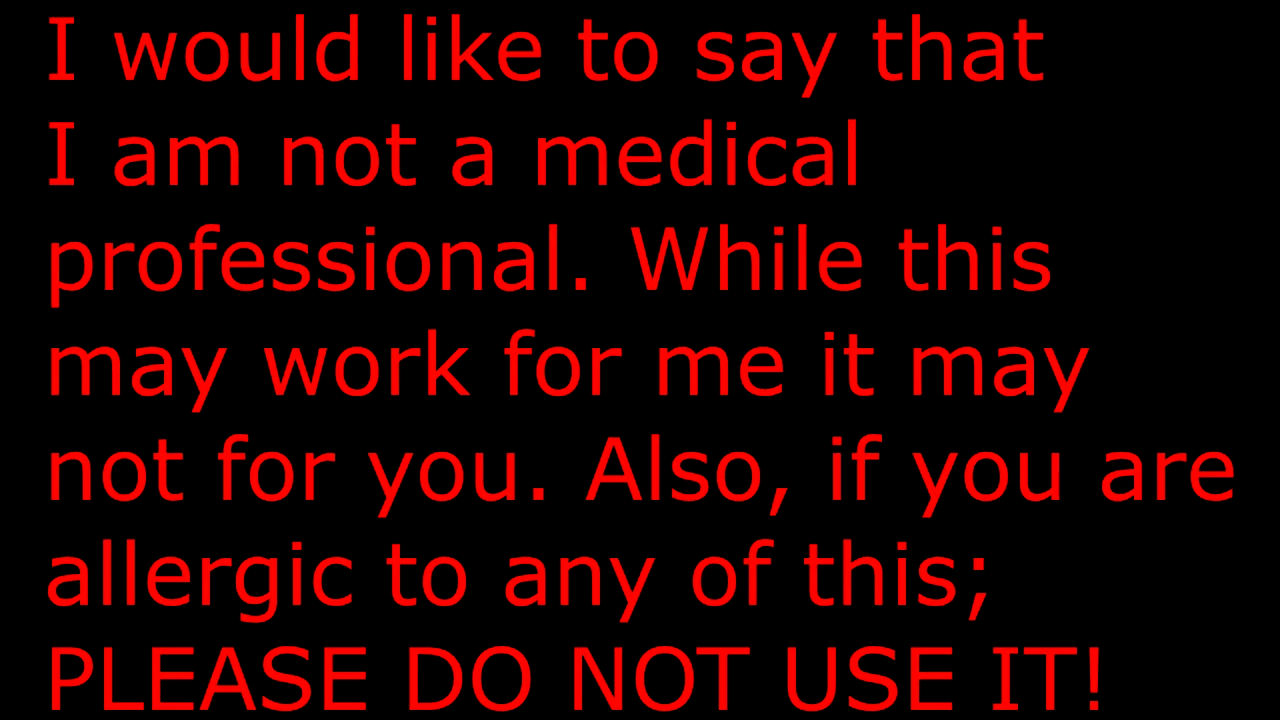 I would like to say that
I am not a medical
professional. While this
may work for me it may
not for you. Also, if you are
allergic to any of this;
PLEASE DO NOT USE IT!